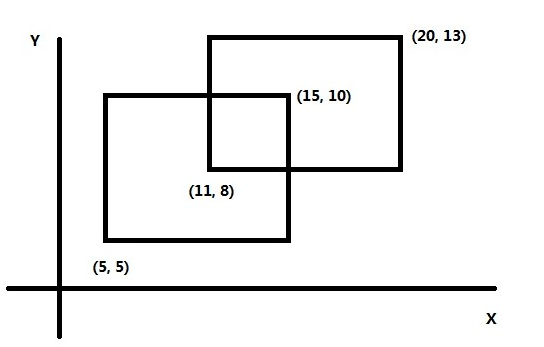 Y
(20, 13)
(15, 10)
(11, 8)
(5, 5)
X